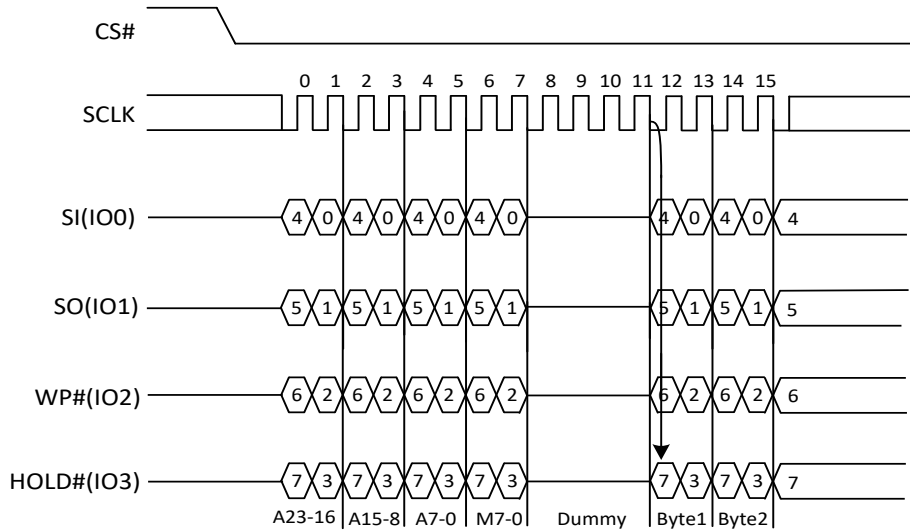 CS#
0 1 2 3 4 5 6 7 8 9 10 11 12 13 14 15
SCLK
SI(IO0) 4 0 4 0 4 0 4 0 4 0 4 0 4
SO(IO1) 5 1 5 1 5 1 5 1 5 1 5 1 5
WP#(IO2) 6 2 6 2 6 2 6 2 6 2 6 2 6
HOLD#(IO3) 7 3 7 3 7 3 7 3 7 3 7 3 7
A23-16 A15-8 A7-0 M7-0 Dummy Byte1 Byte2